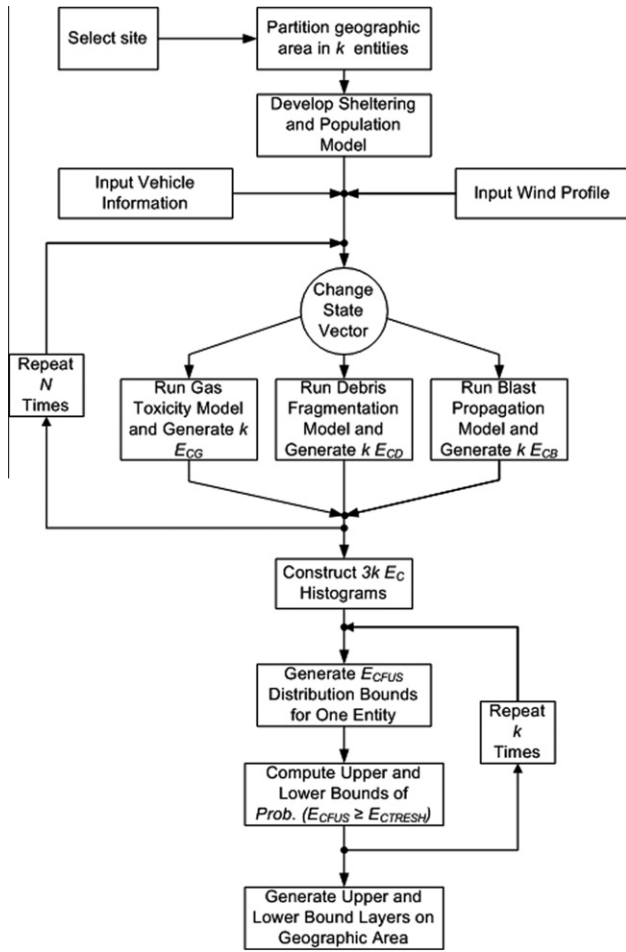 Select site
Partition geographic
area in k entities
Develop Sheltering
and Population
Model
Input Vehicle
Information
Input Wind Profile
Change
State
Vector
Repeat
N
Times
Run Gas
Toxicity Model
and Generate k
ECG
Run Debris
Fragmentation
Model and
Generate k ECD
Run Blast
Propagation
Model and
Generate k ECB
Construct 3k EC
Histograms
Generate ECFUS
Distribution Bounds
for One Entity
Repeat
k
Times
Compute Upper and
Lower Bounds of
Prob. (ECFUS ≥ ECTRESH)
Generate Upper and
Lower Bound Layers on
Geographic Area